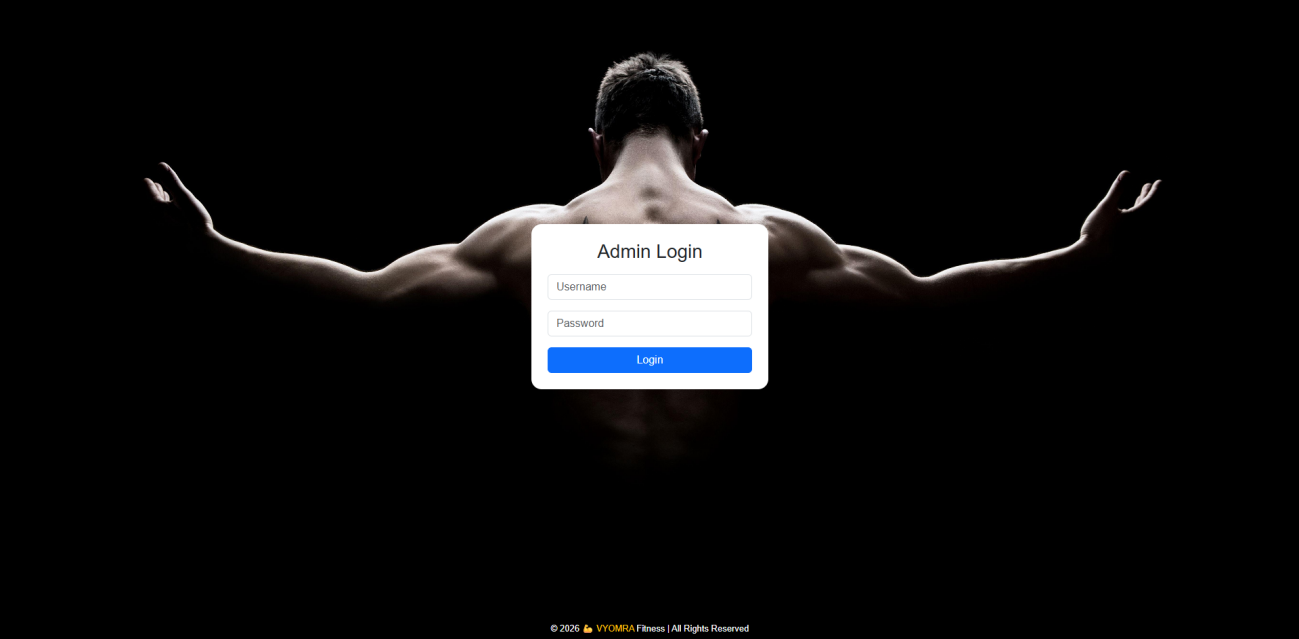 Admin Login
Username
Password
Login
© 2026 💪 VYOMRA Fitness | All Rights Reserved